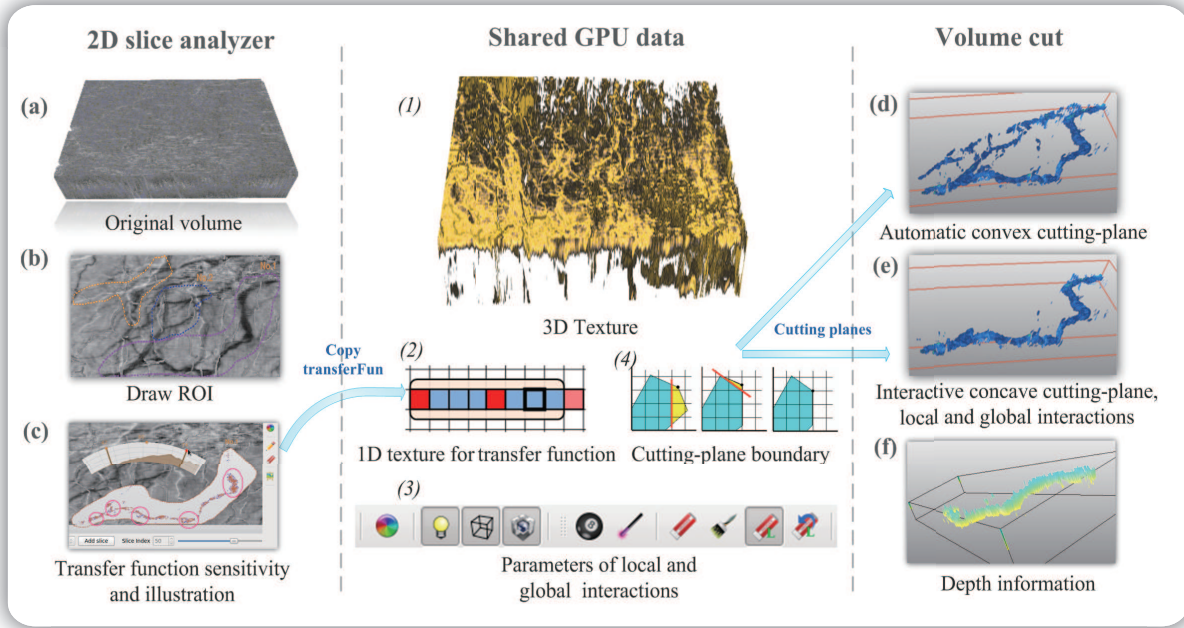 2D slice analyzer
(a)
Original volume
(b)
Draw ROI
(c)
Add slice Slice Index 50
Transfer function sensitivity
and illustration
Copy
transferFun
Shared GPU data
(1)
3D Texture
(2)
1D texture for transfer function
(4)
Cutting-plane boundary
(3)
8
L
Parameters of local and
global interactions
Cutting planes
Volume cut
(d)
Automatic convex cutting-plane
(e)
Interactive concave cutting-plane,
local and global interactions
(f)
Depth information